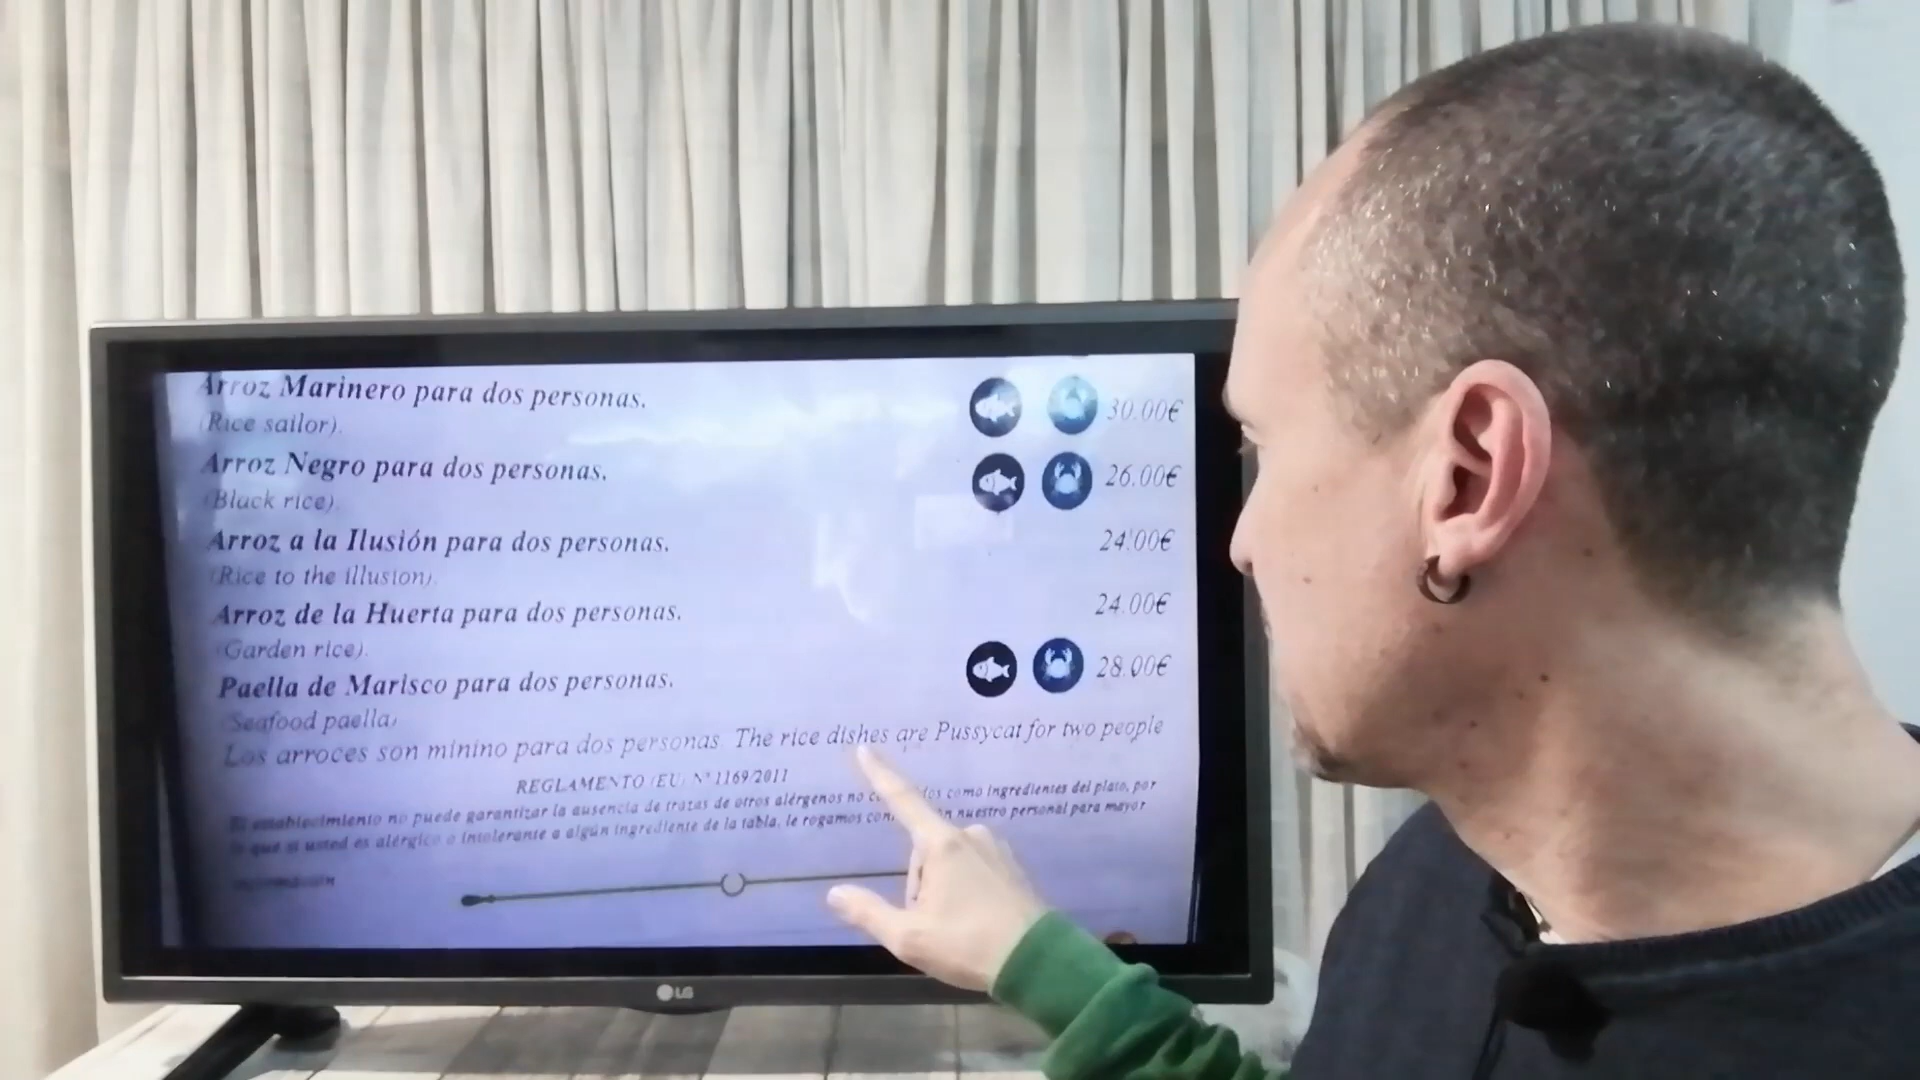 Arroz Marinero para dos personas. 30.00€
(Rice sailor).
Arroz Negro para dos personas. 26.00€
(Black rice).
Arroz a la Ilusión para dos personas. 24.00€
(Rice to the illusion).
Arroz de la Huerta para dos personas. 24.00€
(Garden rice).
Paella de Marisco para dos personas. 28.00€
(Seafood paella)
Los arroces son minino para dos personas. The rice dishes are Pussycat for two people
REGLAMENTO (EU) Nº 1169/2011
El establecimiento no puede garantizar la ausencia de trazas de otros alérgenos no como ingredientes del plato, por
lo que si usted es alérgico o intolerante a algún ingrediente de la tabla, le rogamos nuestro personal para mayor
información
LG